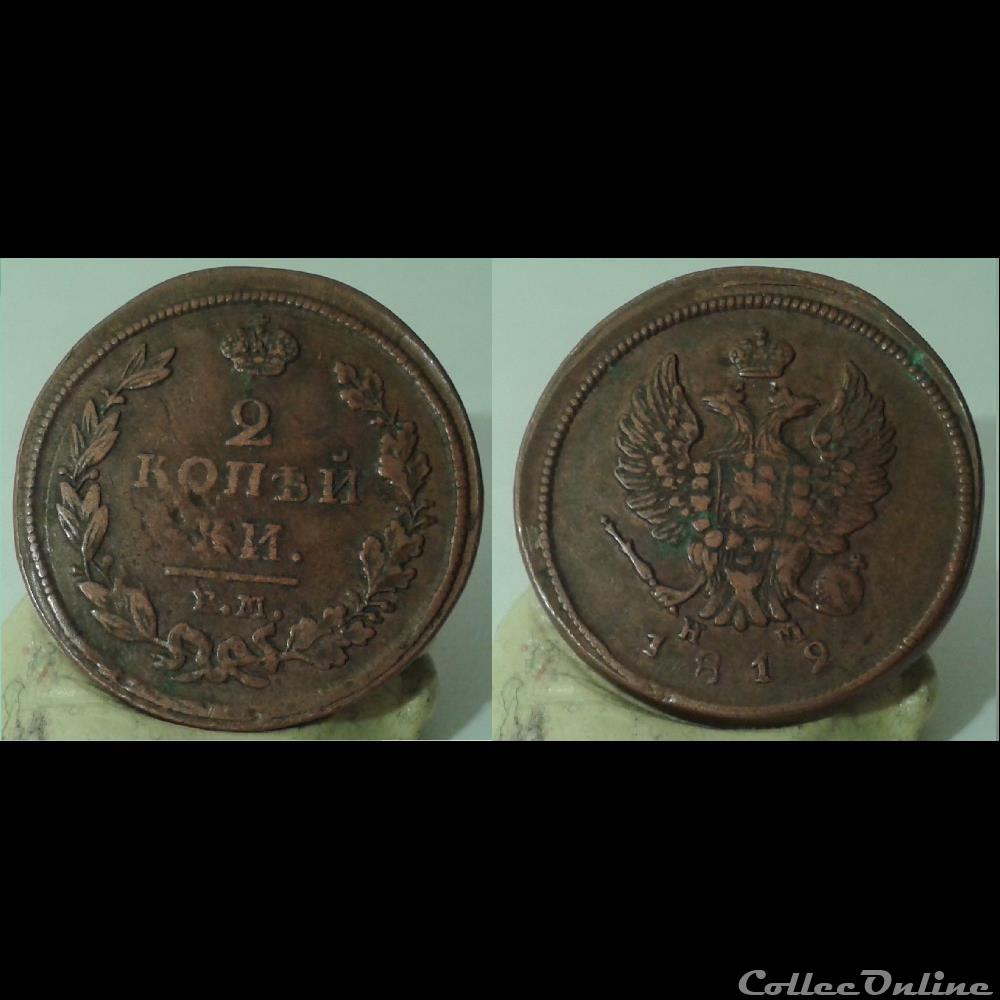 2
КОПѢЙ
КИ.
Е.М.
Н М
1819
CollecOnline